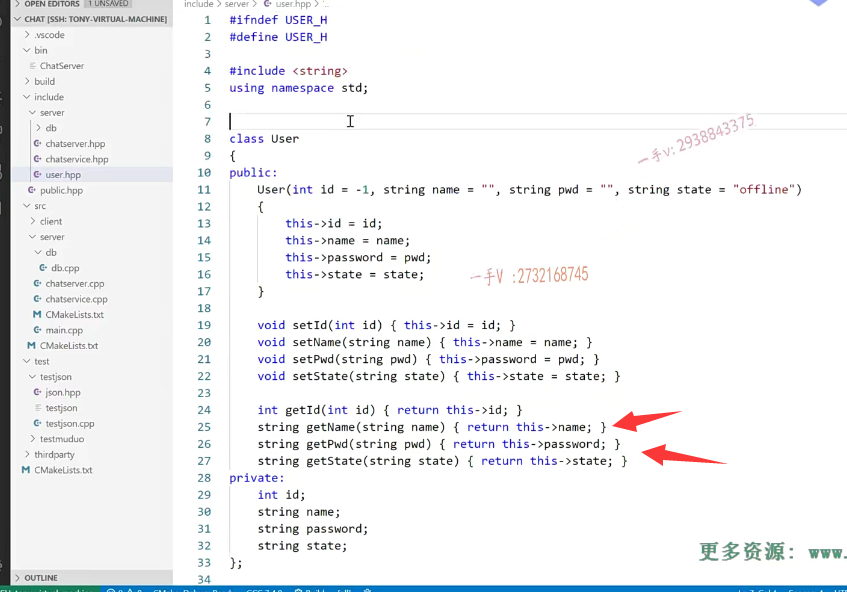 OPEN EDITORS 1 UNSAVED
CHAT [SSH: TONY-VIRTUAL-MACHINE]
.vscode
bin
ChatServer
build
include
server
db
chatserver.hpp
chatservice.hpp
user.hpp
public.hpp
src
client
server
db
db.cpp
chatserver.cpp
chatservice.cpp
CMakeLists.txt
main.cpp
CMakeLists.txt
test
testjson
json.hpp
testjson
testjson.cpp
testmuduo
thirdparty
CMakeLists.txt
OUTLINE
include > server > user.hpp > ...
1 #ifndef USER_H
2 #define USER_H
3
4 #include <string>
5 using namespace std;
6
7
8 class User
9 {
10 public:
11 User(int id = -1, string name = "", string pwd = "", string state = "offline")
12 {
13 this->id = id;
14 this->name = name;
15 this->password = pwd;
16 this->state = state;
17 }
18
19 void setId(int id) { this->id = id; }
20 void setName(string name) { this->name = name; }
21 void setPwd(string pwd) { this->password = pwd; }
22 void setState(string state) { this->state = state; }
23
24 int getId(int id) { return this->id; }
25 string getName(string name) { return this->name; }
26 string getPwd(string pwd) { return this->password; }
27 string getState(string state) { return this->state; }
28 private:
29 int id;
30 string name;
31 string password;
32 string state;
33 };
34
一手v: 2938843375
一手V :2732168745
更多资源: www.